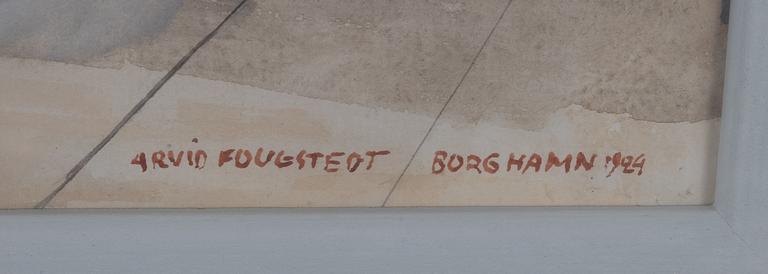 ARVID FOUGSTEDT BORGHAMN 1924